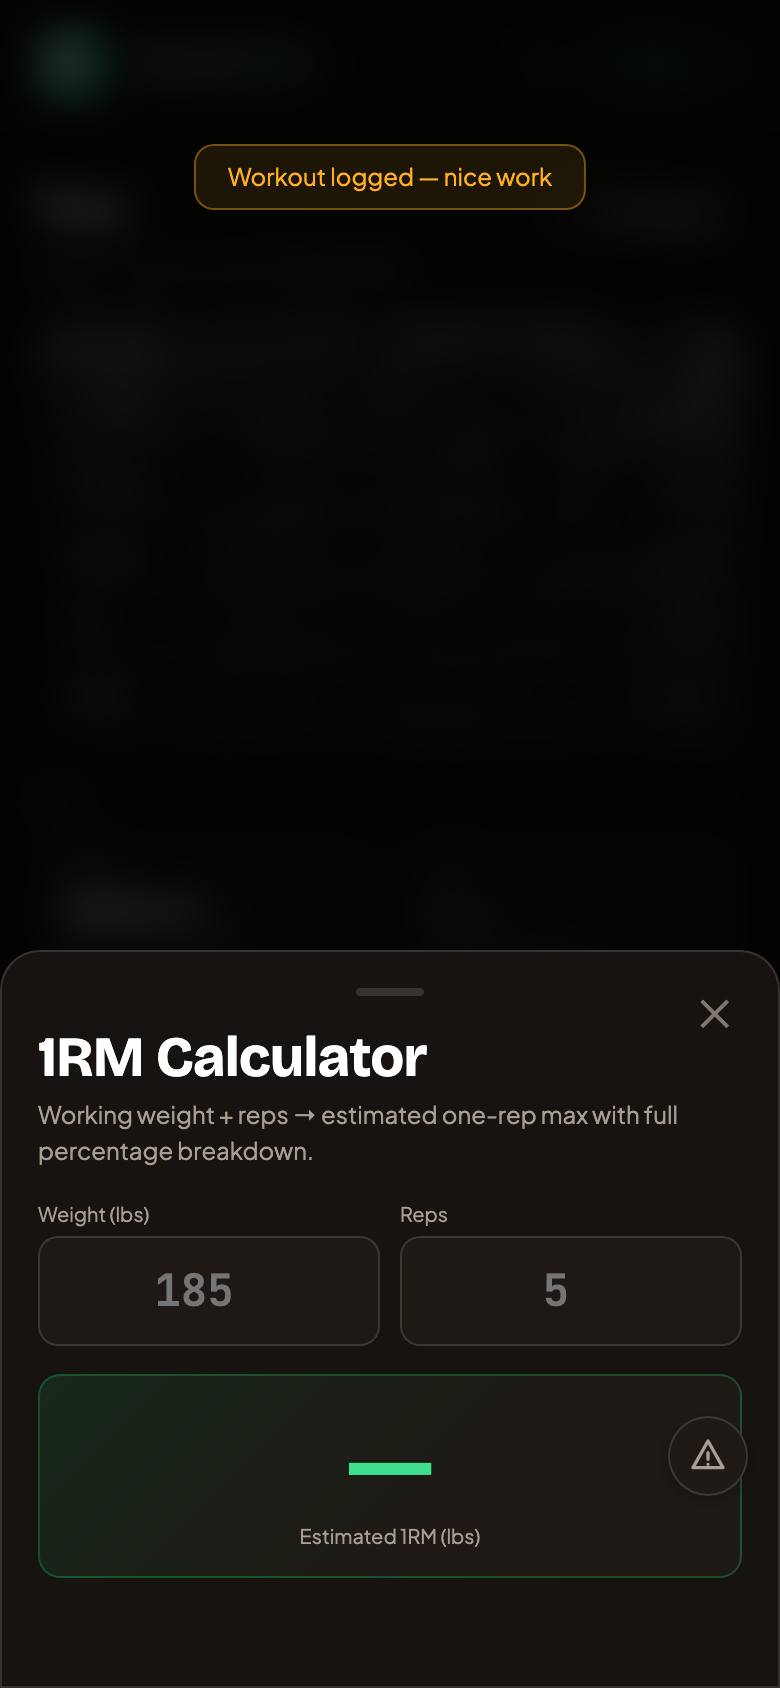 Workout logged — nice work
1RM Calculator
Working weight + reps → estimated one-rep max with full
percentage breakdown.
Weight (lbs)
Reps
185
5
—
Estimated 1RM (lbs)